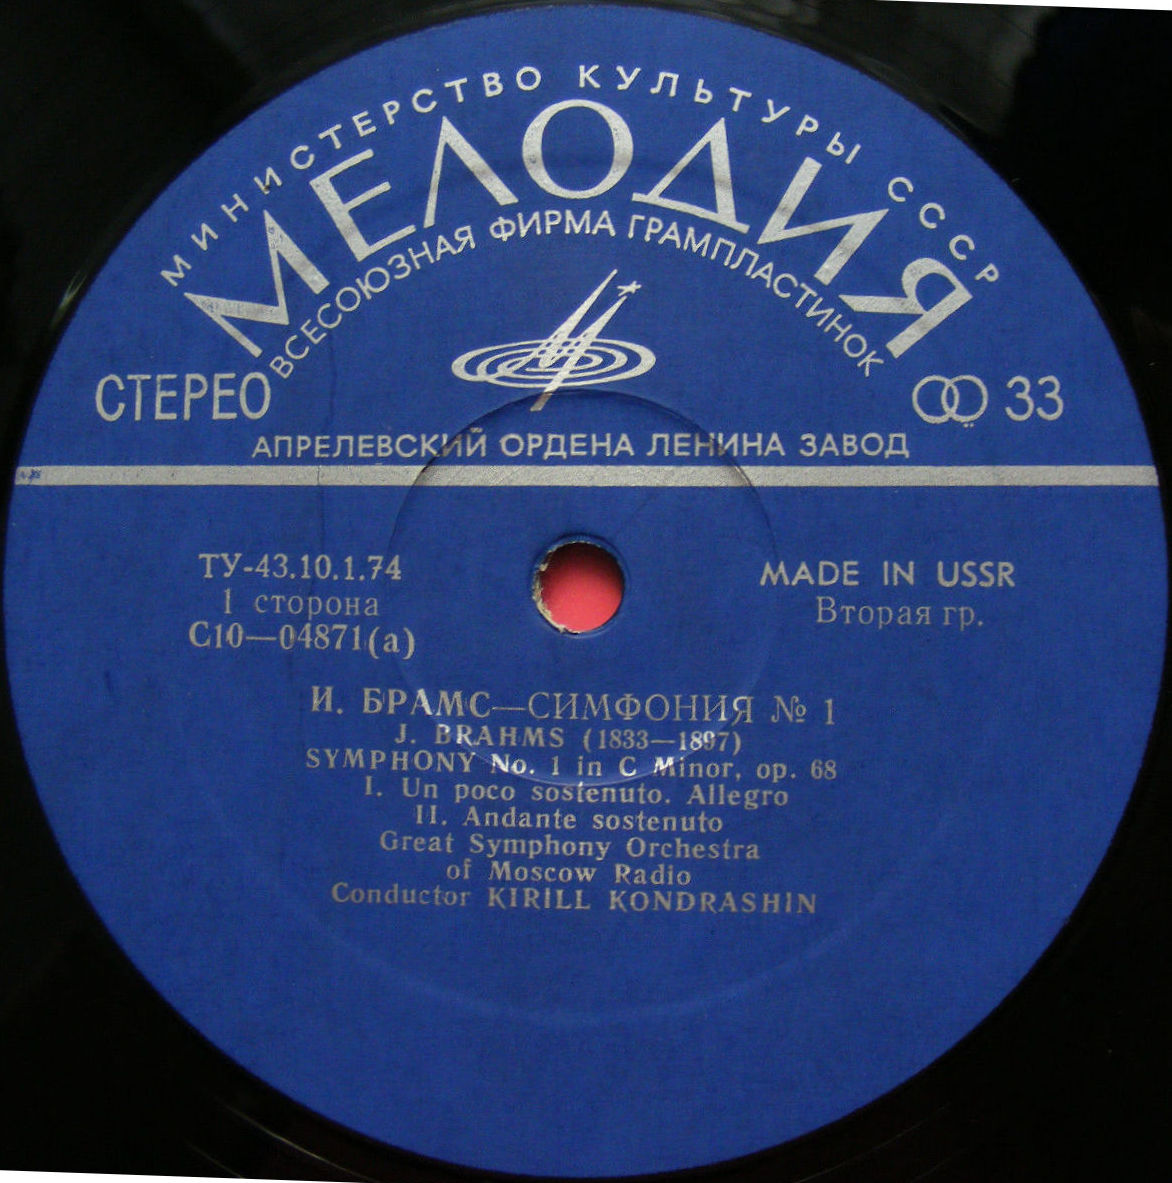 МИНИСТЕРСТВО КУЛЬТУРЫ СССР
МЕЛОДИЯ
ВСЕСОЮЗНАЯ ФИРМА ГРАМПЛАСТИНОК
СТЕРЕО
33
АПРЕЛЕВСКИЙ ОРДЕНА ЛЕНИНА ЗАВОД
ТУ-43.10.1.74
1 сторона
С10—04871(а)
MADE IN USSR
Вторая гр.
И. БРАМС—СИМФОНИЯ № 1
J. BRAHMS (1833—1897)
SYMPHONY No. 1 in C Minor, op. 68
I. Un poco sostenuto. Allegro
II. Andante sostenuto
Great Symphony Orchestra
of Moscow Radio
Conductor KIRILL KONDRASHIN